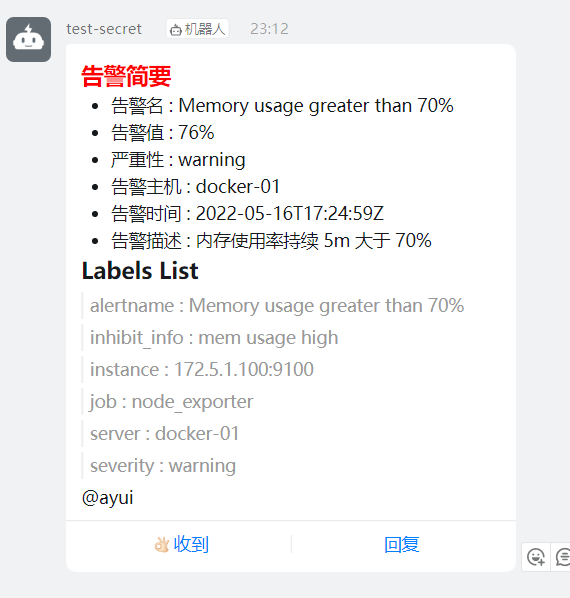 test-secret 机器人 23:12
告警简要
告警名 : Memory usage greater than 70%
告警值 : 76%
严重性 : warning
告警主机 : docker-01
告警时间 : 2022-05-16T17:24:59Z
告警描述 : 内存使用率持续 5m 大于 70%
Labels List
alertname : Memory usage greater than 70%
inhibit_info : mem usage high
instance : 172.5.1.100:9100
job : node_exporter
server : docker-01
severity : warning
@ayui
👌🏻收到 回复